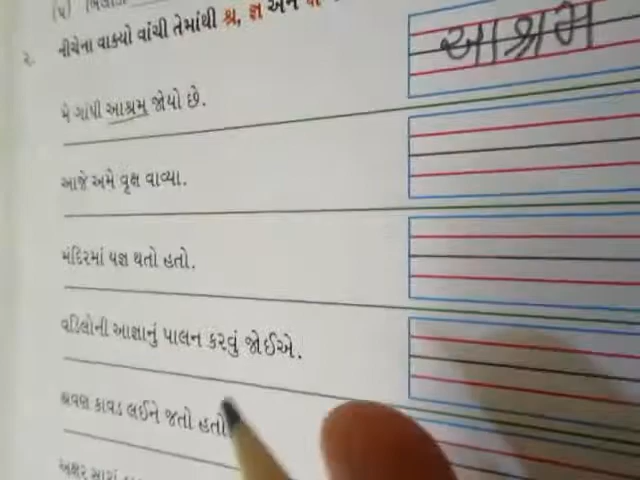 ૨. નીચેના વાક્યો વાંચી તેમાંથી શ્ર, જ્ઞ અને
આશ્રમ
મેં ગાંધી આશ્રમ જોયો છે.
આજે અમે વૃક્ષ વાવ્યા.
મંદિરમાં યજ્ઞ થતો હતો.
વડિલોની આજ્ઞાનું પાલન કરવું જોઈએ.
શ્રવણ કાવડ લઈને જતો હતો